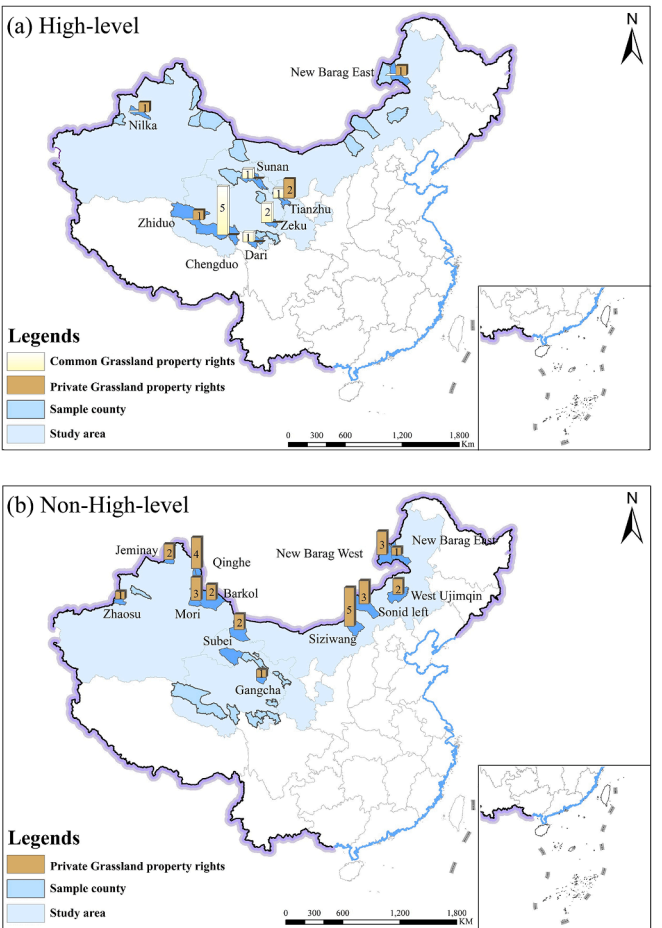 (a) High-level
N
New Barag East
1
1
Nilka
Sunan
1
2
1
Tianzhu
5
2
Zhiduo
1
Zeku
1
Dari
Chengduo
Legends
Common Grassland property rights
Private Grassland property rights
Sample county
Study area
0 300 600 1,200 1,800
Km
(b) Non-High-level
N
Jeminay
2
4
Qinghe
3
New Barag West
1
New Barag East
Zhaosu
1
Mori
3
2
Barkol
2
West Ujimqin
3
Sonid left
5
Siziwang
2
Subei
1
Gangcha
Legends
Private Grassland property rights
Sample county
Study area
0 300 600 1,200 1,800
KM